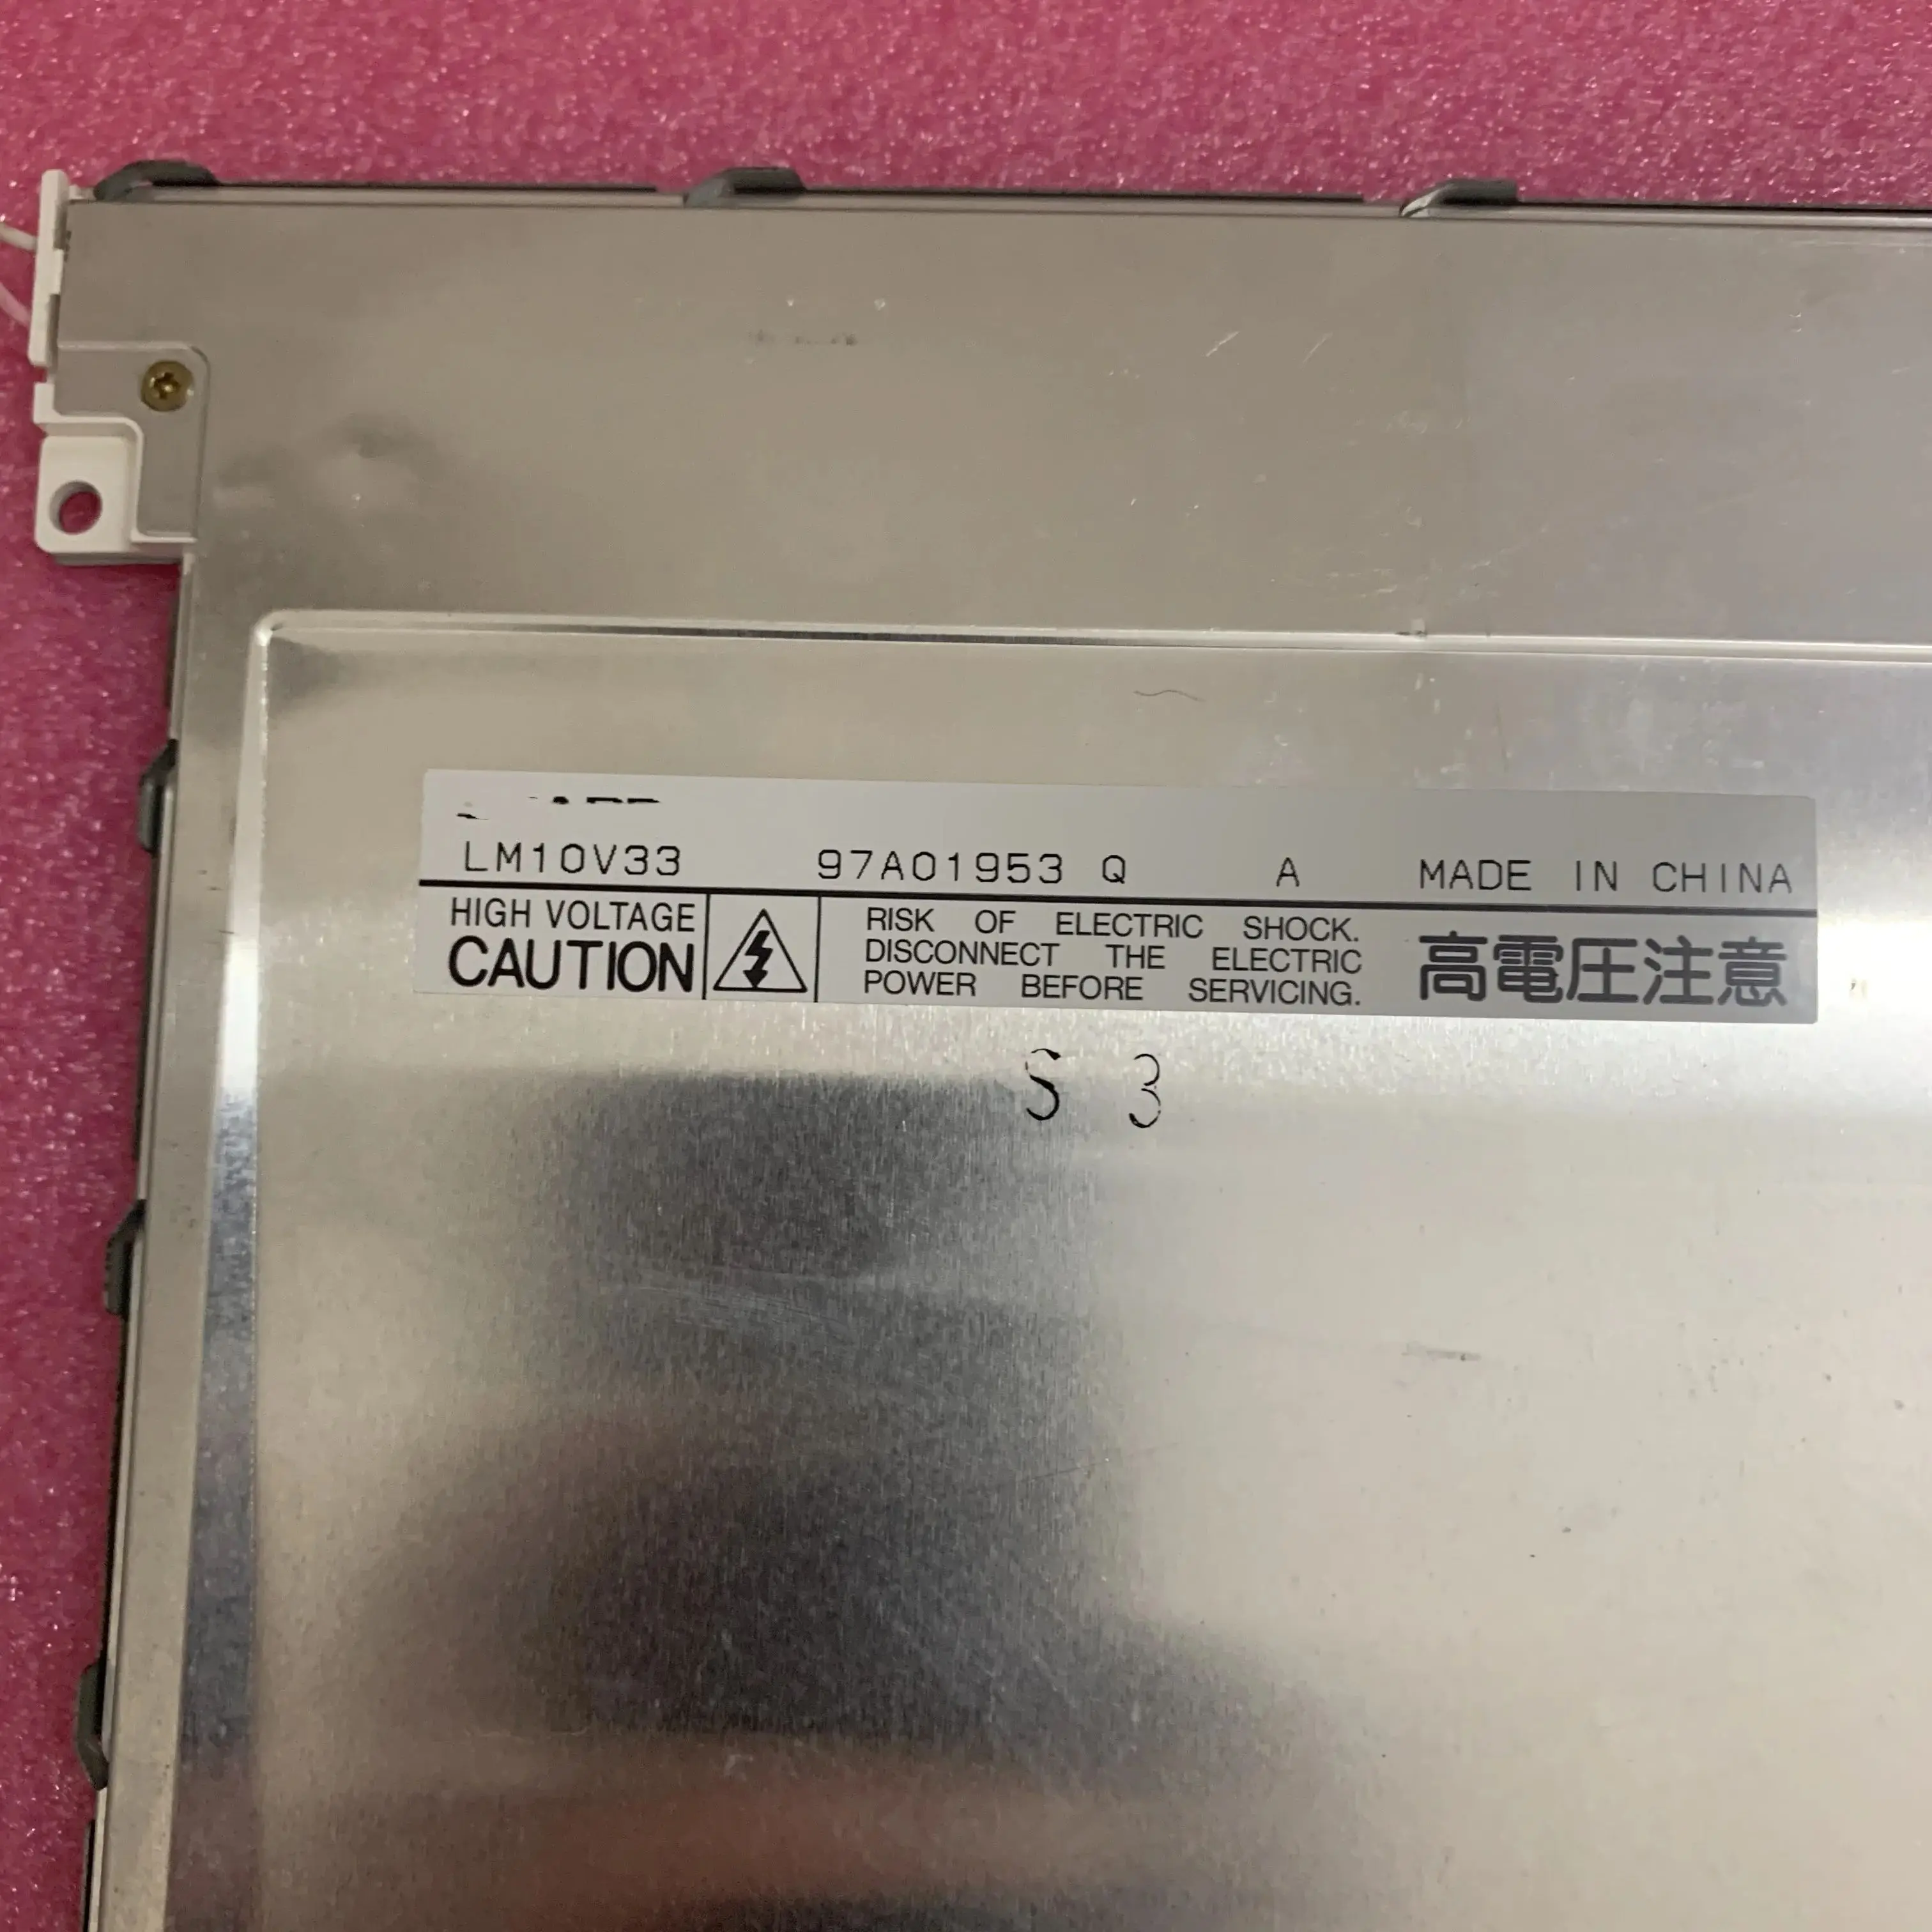 LM10V33 97A01953 Q A MADE IN CHINA
HIGH VOLTAGE
CAUTION
RISK OF ELECTRIC SHOCK.
DISCONNECT THE ELECTRIC
POWER BEFORE SERVICING.
高電圧注意
S 3